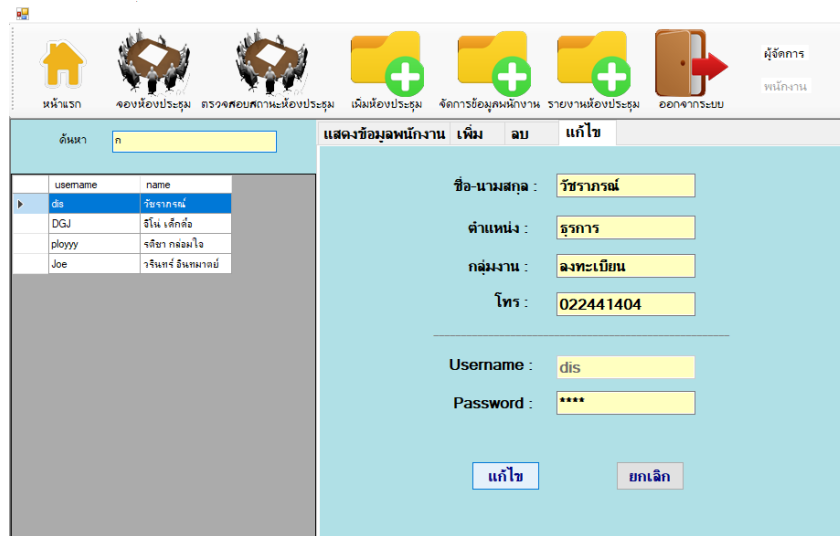 หน้าแรก จองห้องประชุม ตรวจสอบสถานะห้องประชุม เพิ่มห้องประชุม จัดการข้อมูลพนักงาน รายงานห้องประชุม ออกจากระบบ
ผู้จัดการ
พนักงาน
ค้นหา ก
username name
dis วัชราภรณ์
DGJ จีโน่ เด็กดื้อ
ployyy รติชา กล่อมใจ
Joe วรินทร์ อินทมาตย์
แสดงข้อมูลพนักงาน เพิ่ม ลบ แก้ไข
ชื่อ-นามสกุล : วัชราภรณ์
ตำแหน่ง : ธุรการ
กลุ่มงาน : ลงทะเบียน
โทร : 022441404
Username : dis
Password : ****
แก้ไข ยกเลิก